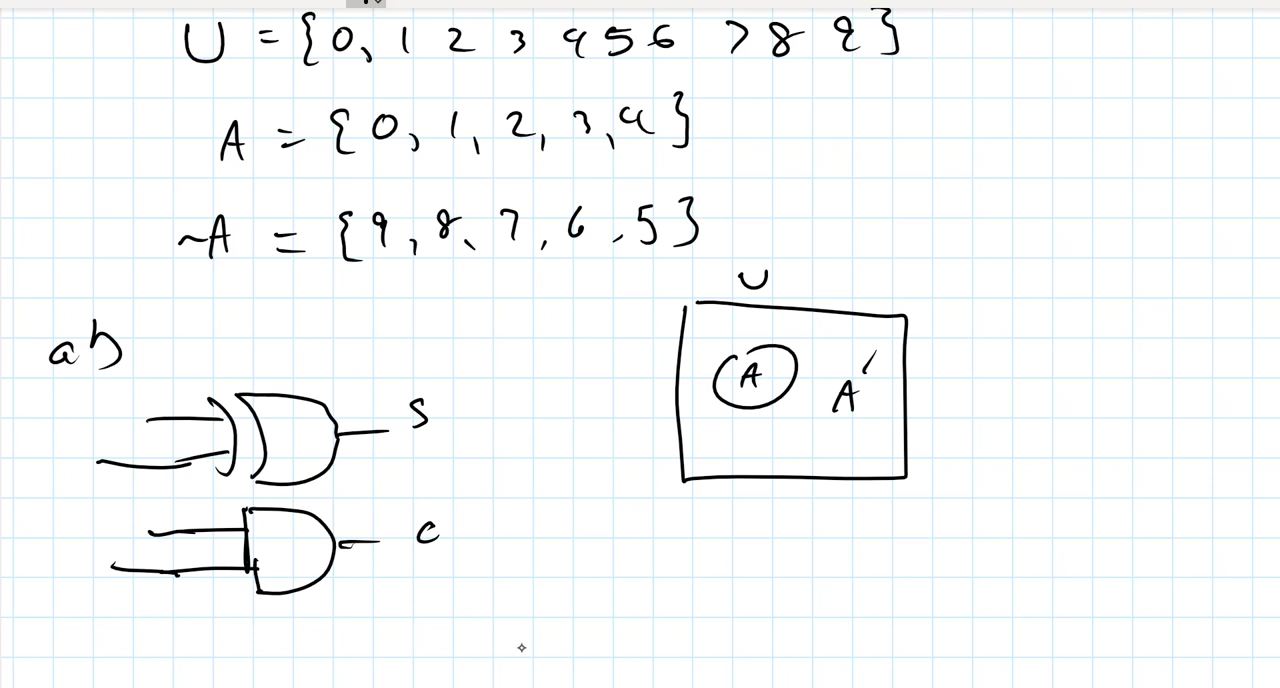 U = {0, 1 2 3 4 5 6 7 8 9}
A = {0, 1, 2, 3, 4}
~A = {9, 8, 7, 6, 5}
U
ab
A A′
S
C